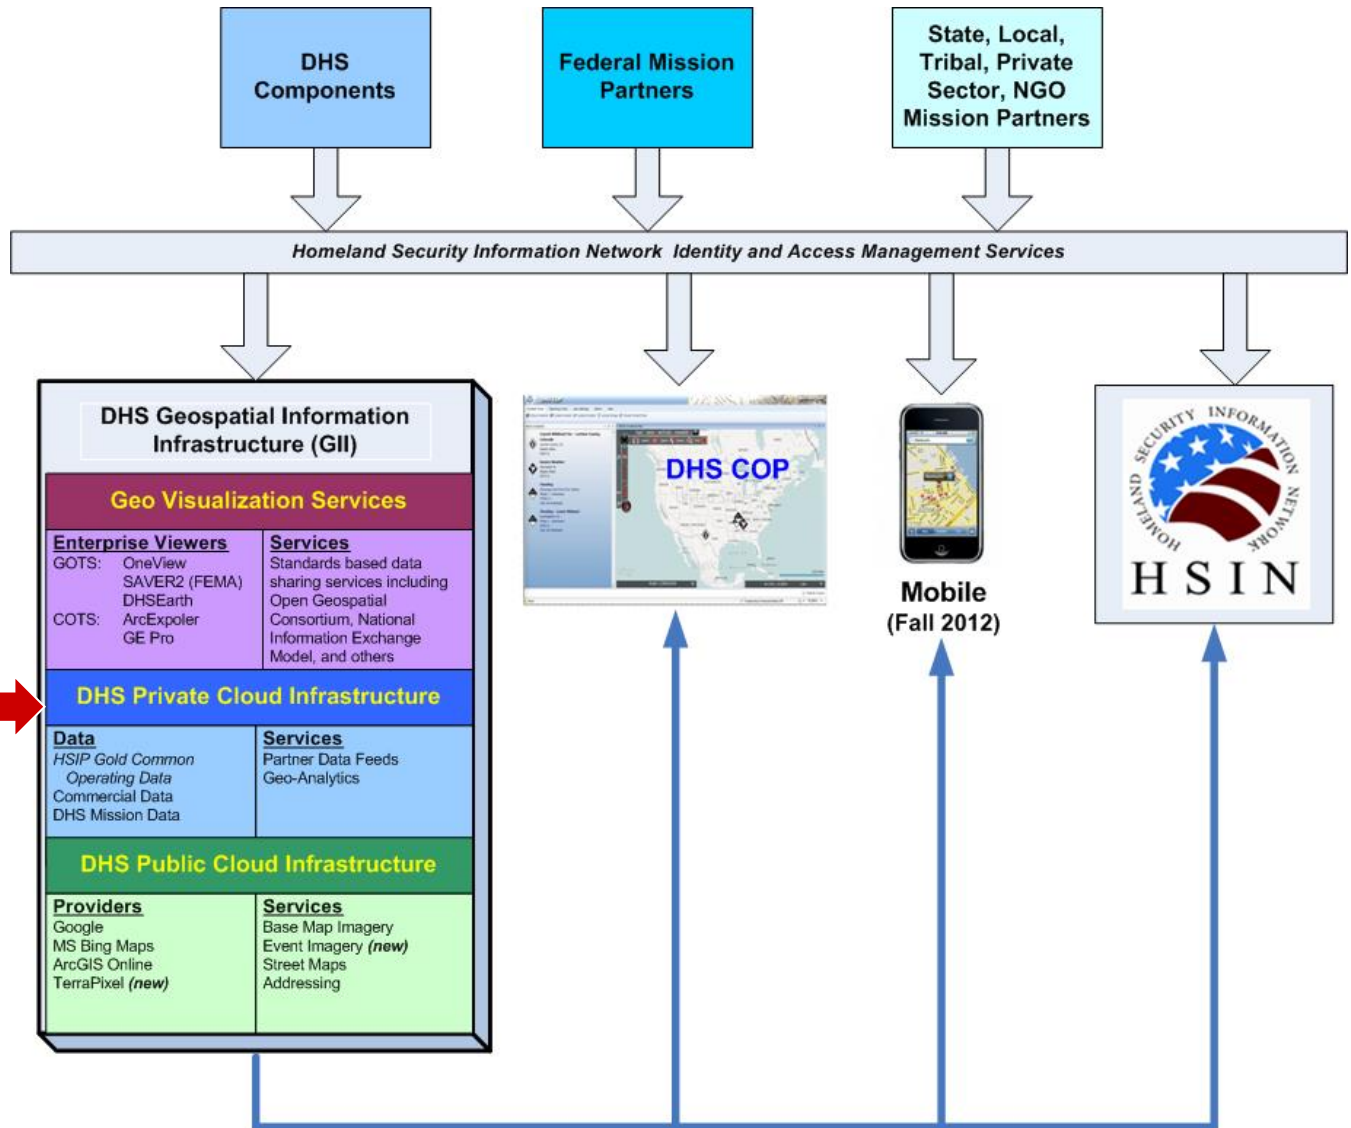 DHS
Components
Federal Mission
Partners
State, Local,
Tribal, Private
Sector, NGO
Mission Partners
Homeland Security Information Network Identity and Access Management Services
DHS Geospatial Information
Infrastructure (GII)
Geo Visualization Services
Enterprise Viewers
GOTS: OneView
SAVER2 (FEMA)
DHSEarth
COTS: ArcExpoler
GE Pro
Services
Standards based data
sharing services including
Open Geospatial
Consortium, National
Information Exchange
Model, and others
DHS Private Cloud Infrastructure
Data
HSIP Gold Common
Operating Data
Commercial Data
DHS Mission Data
Services
Partner Data Feeds
Geo-Analytics
DHS Public Cloud Infrastructure
Providers
Google
MS Bing Maps
ArcGIS Online
TerraPixel (new)
Services
Base Map Imagery
Event Imagery (new)
Street Maps
Addressing
DHS COP
Mobile
(Fall 2012)
HOMELAND SECURITY INFORMATION NETWORK
HSIN